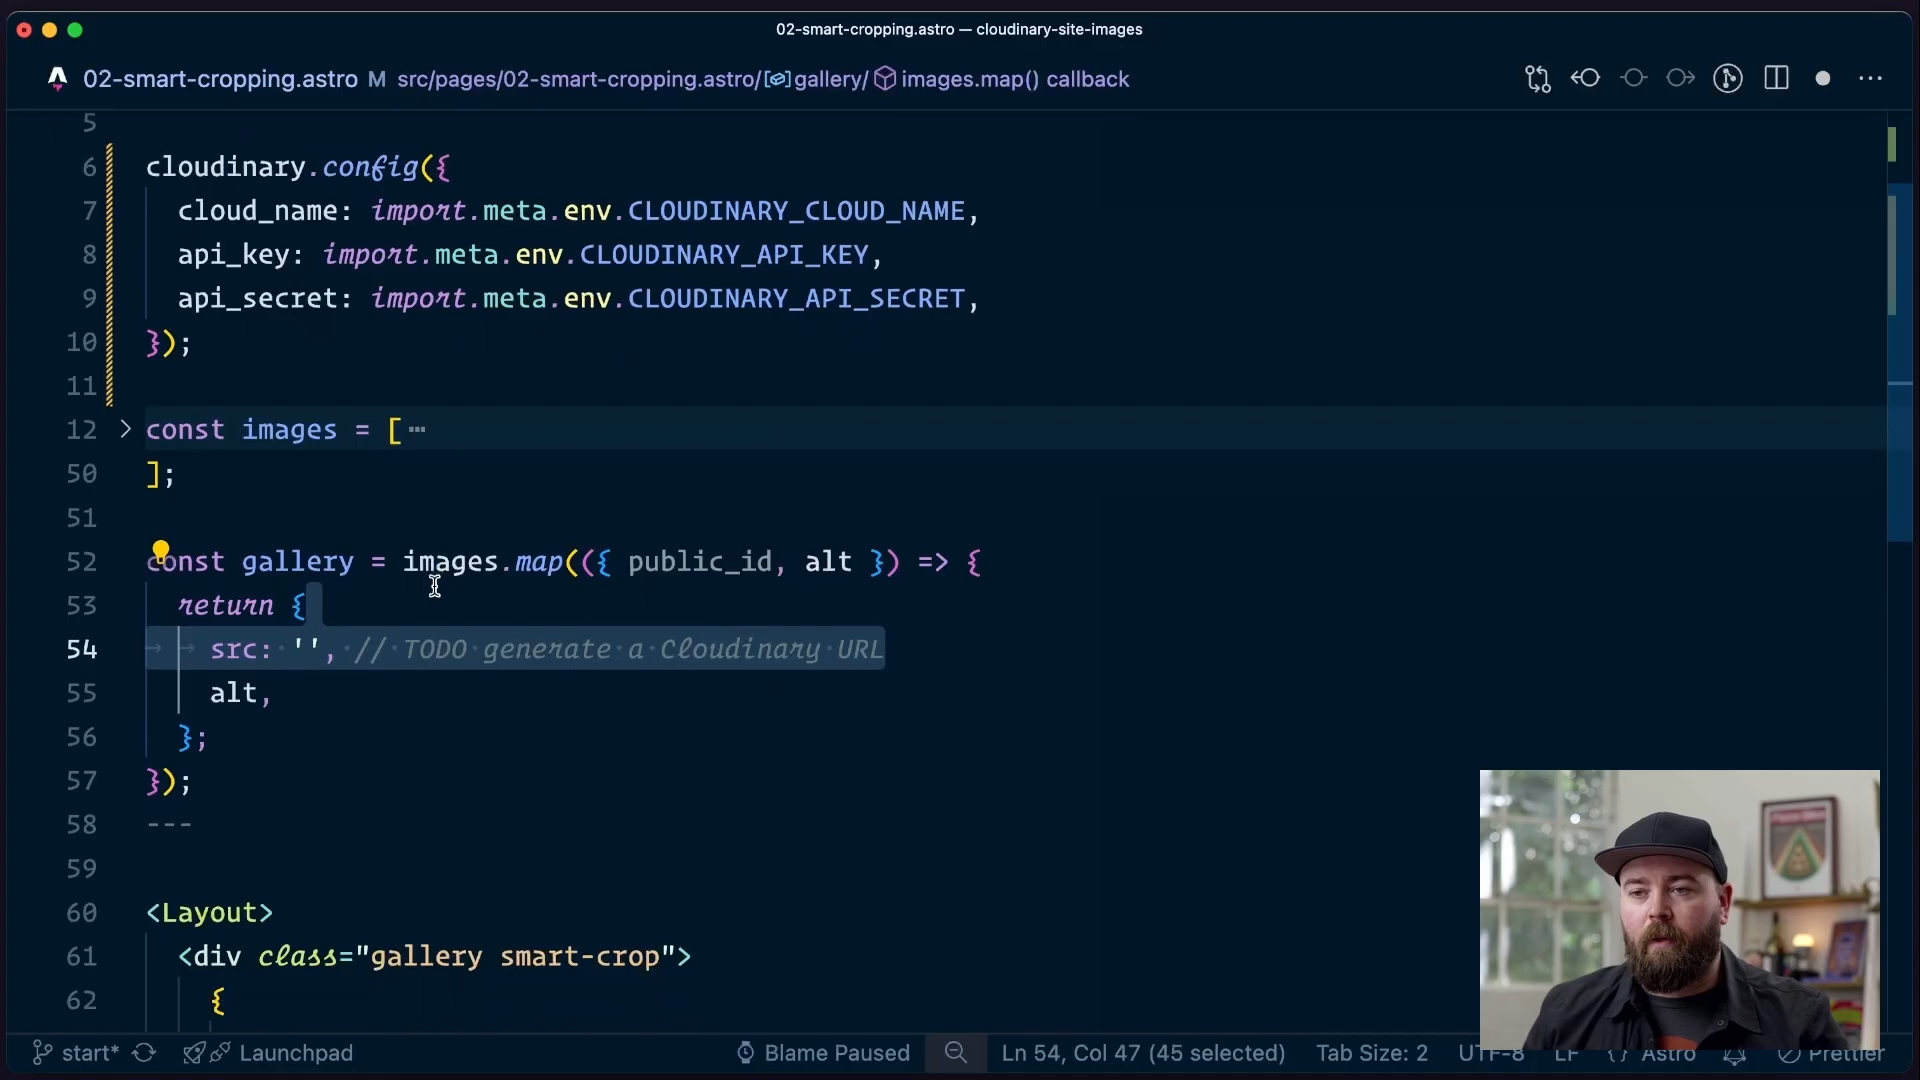 02-smart-cropping.astro — cloudinary-site-images
02-smart-cropping.astro M src/pages/02-smart-cropping.astro/gallery/ images.map() callback
5
6 cloudinary.config({
7 cloud_name: import.meta.env.CLOUDINARY_CLOUD_NAME,
8 api_key: import.meta.env.CLOUDINARY_API_KEY,
9 api_secret: import.meta.env.CLOUDINARY_API_SECRET,
10 });
11
12 const images = [
50 ];
51
52 const gallery = images.map(({ public_id, alt }) => {
53 return {
54 src: '', // TODO generate a Cloudinary URL
55 alt,
56 };
57 });
58 ---
59
60 <Layout>
61 <div class="gallery smart-crop">
62 {
start* Launchpad Blame Paused Ln 54, Col 47 (45 selected) Tab Size: 2 UTF-8 LF {} Astro Prettier